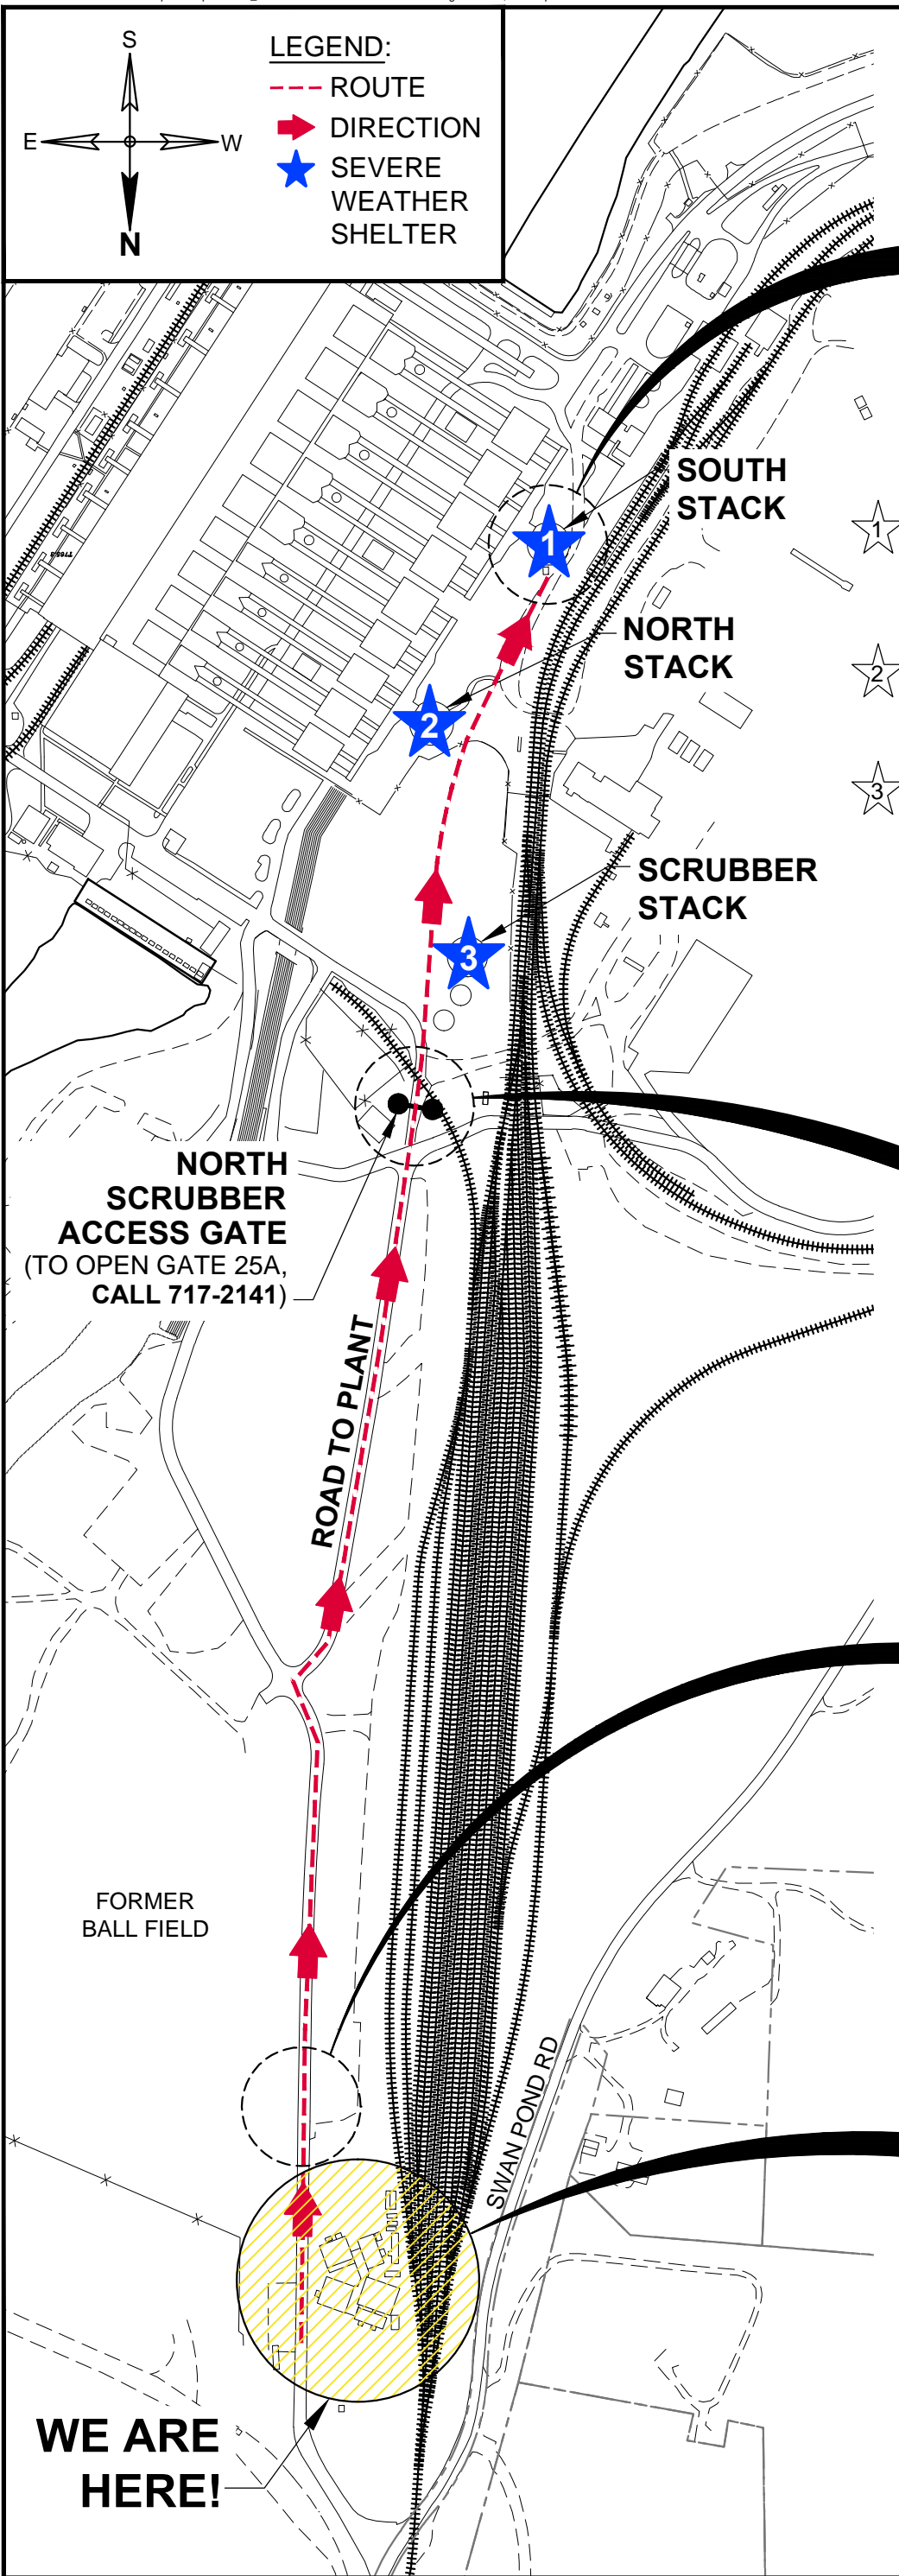 S
E
W
N
LEGEND:
ROUTE
DIRECTION
SEVERE
WEATHER
SHELTER
SOUTH
STACK
1
1
NORTH
STACK
2
2
3
SCRUBBER
STACK
3
NORTH
SCRUBBER
ACCESS GATE
(TO OPEN GATE 25A,
CALL 717-2141)
ROAD TO PLANT
FORMER
BALL FIELD
SWAN POND RD
WE ARE
HERE!